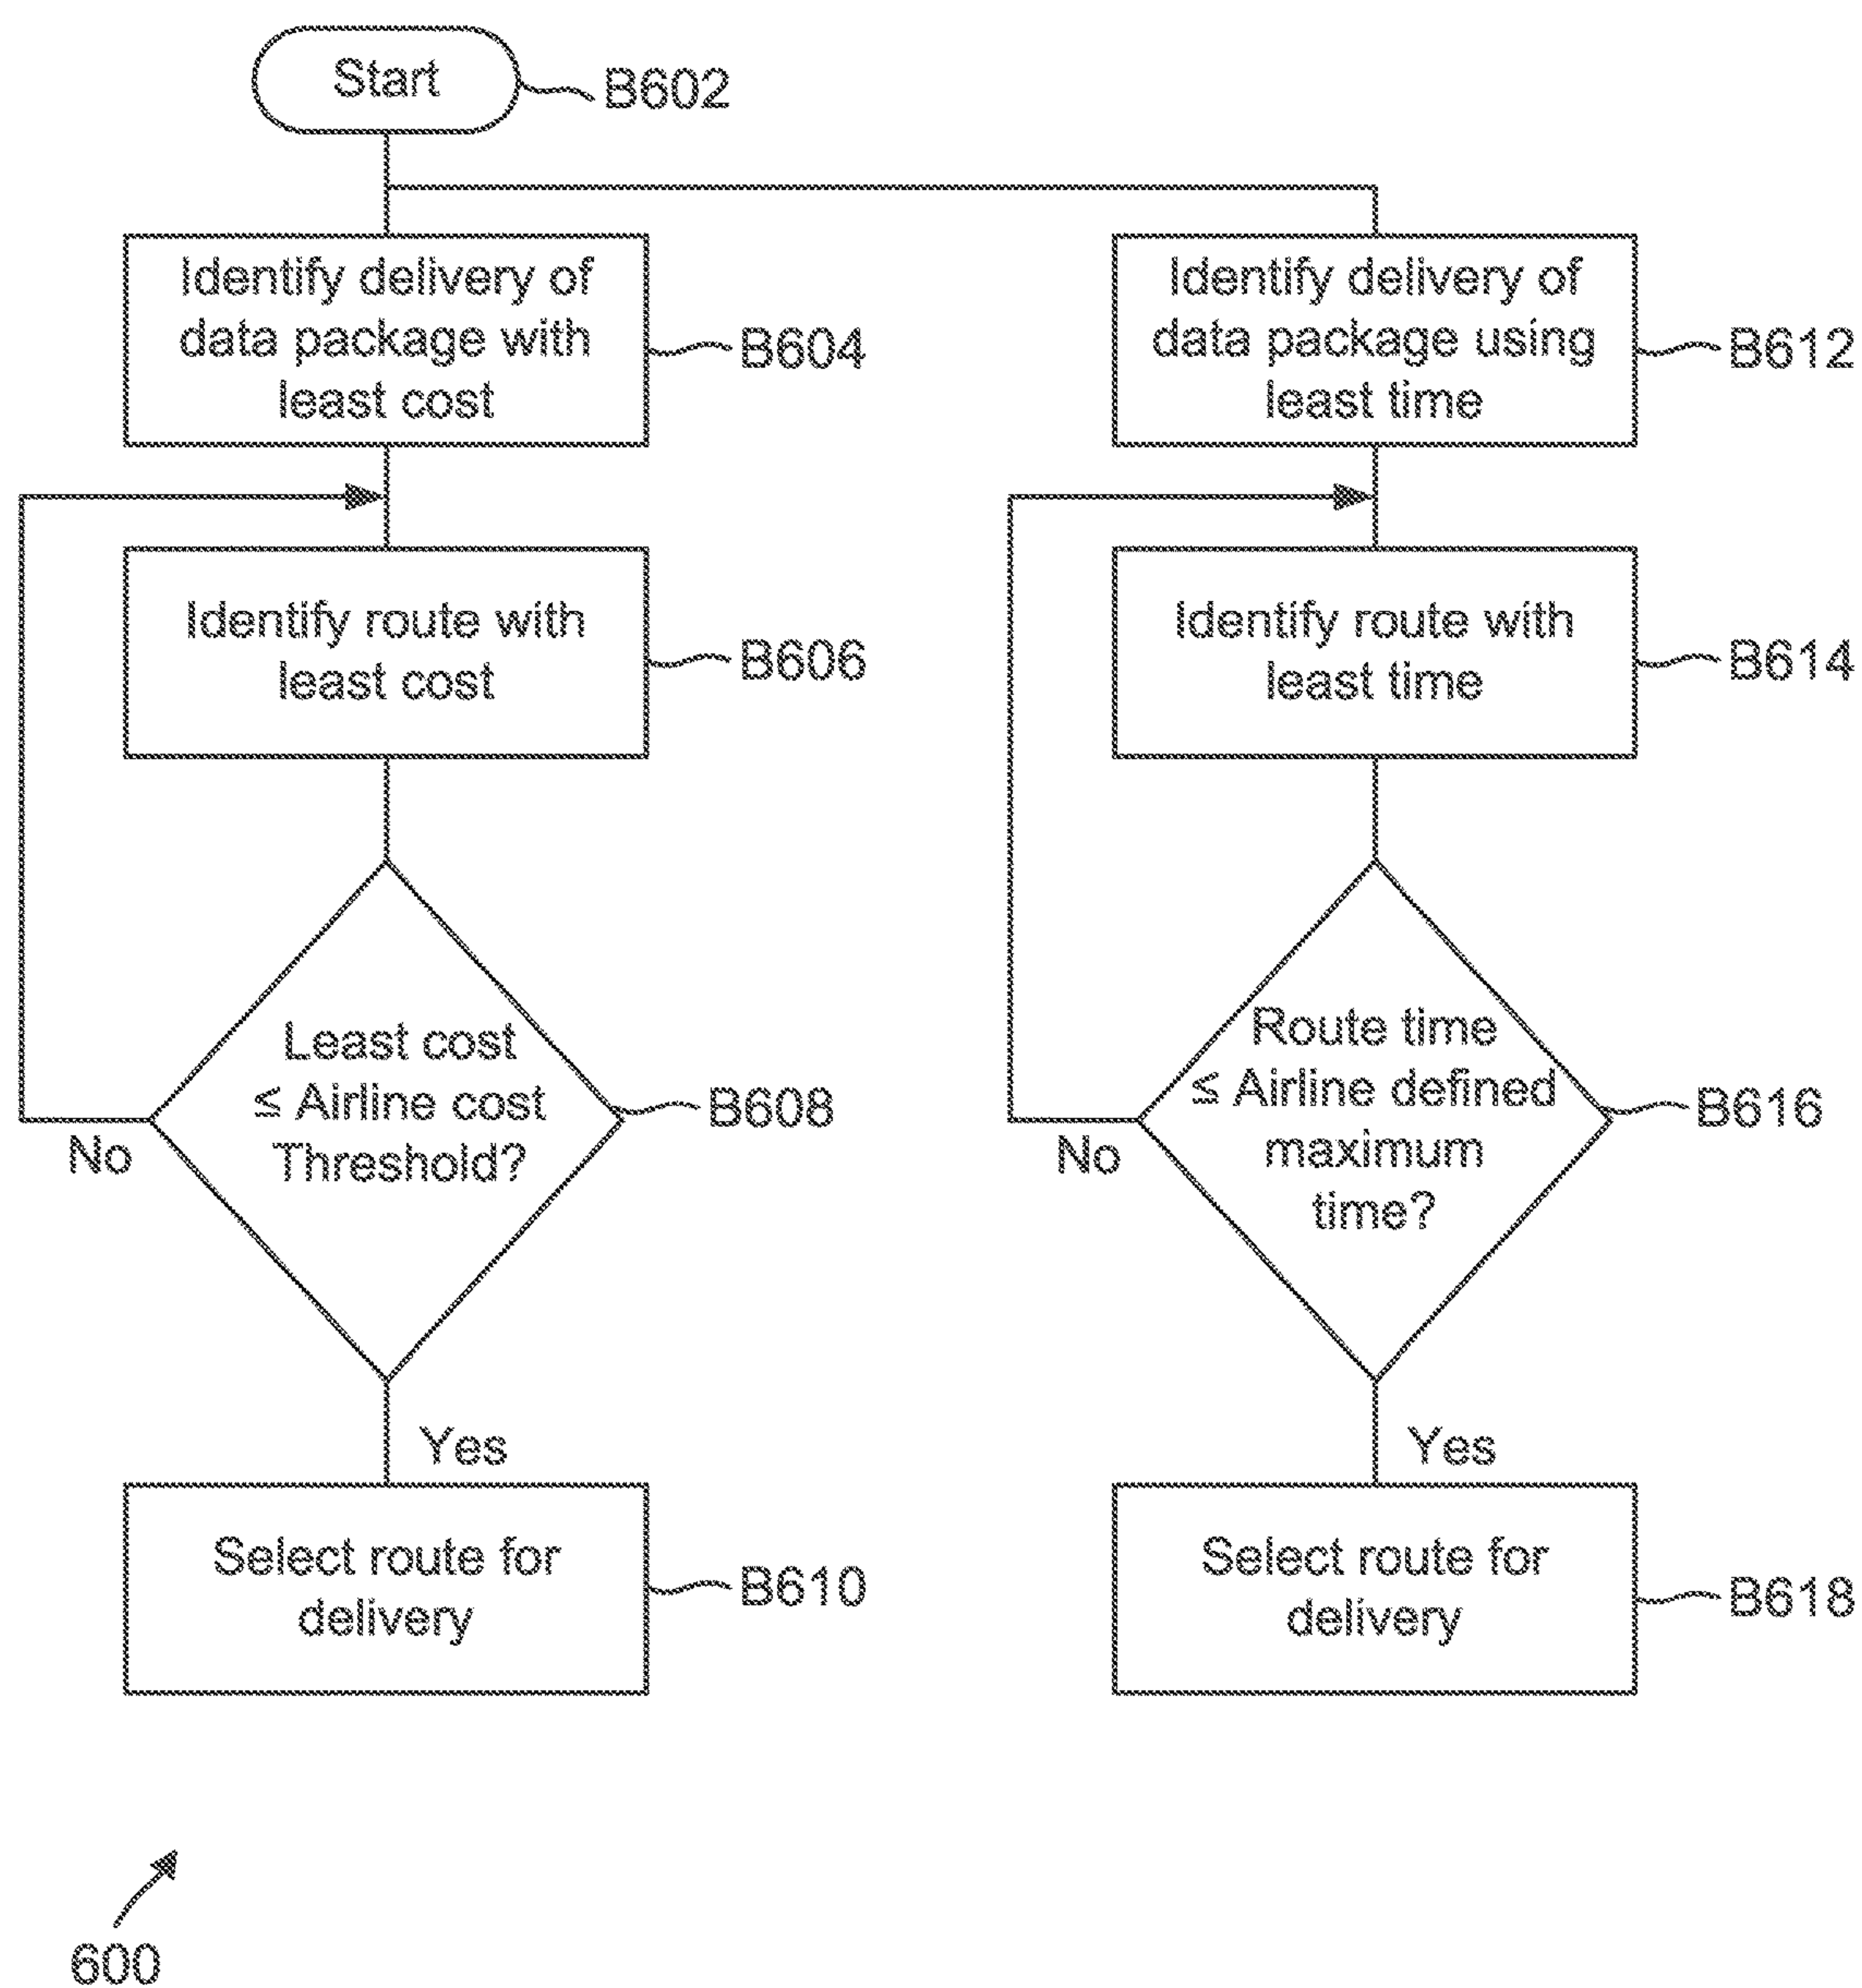 Start
B602
Identify delivery of
data package with
least cost
B604
Identify route with
least cost
B606
Least cost
≤ Airline cost
Threshold?
B608
No
Yes
Select route for
delivery
B610
Identify delivery of
data package using
least time
B612
Identify route with
least time
B614
Route time
≤ Airline defined
maximum
time?
B616
No
Yes
Select route for
delivery
B618
600